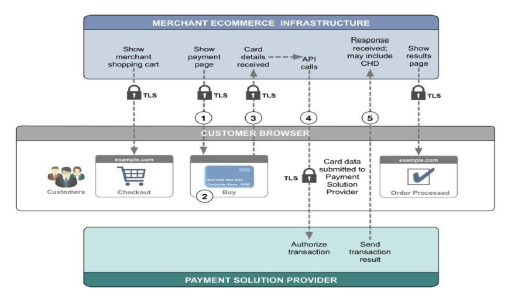 MERCHANT ECOMMERCE INFRASTRUCTURE
Show
merchant
shopping cart
Show
payment
page
Card
details
received
API
calls
Response
received;
may include
CHD
Show
results
page
TLS
TLS
TLS
TLS
1
3
4
5
CUSTOMER BROWSER
Customers
example.com
Checkout
2
Buy
TLS
Card data
submitted to
Payment
Solution
Provider
example.com
Order Processed
Authorize
transaction
Send
transaction
result
PAYMENT SOLUTION PROVIDER